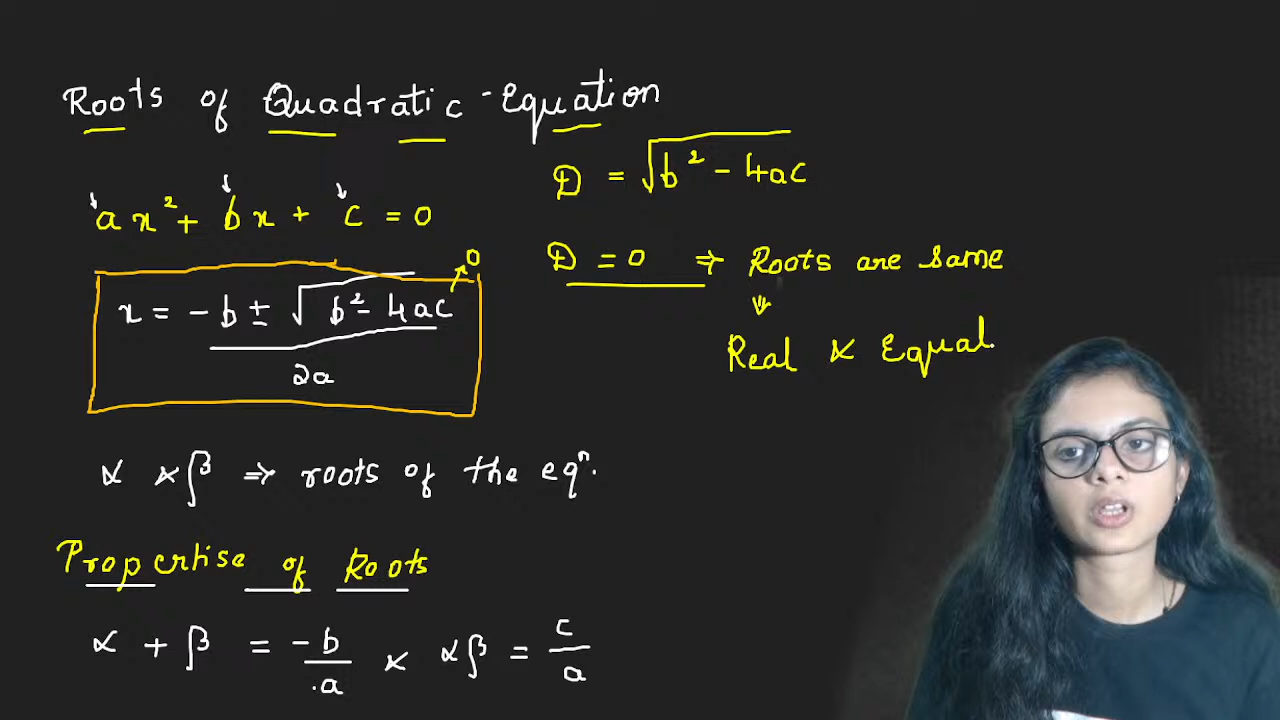 Roots of Quadratic Equation
ax² + bx + c = 0
x = -b ± √b² - 4ac / 2a
0
α & β ⇒ roots of the eqⁿ.
Propertise of Roots
α + β = -b/a & αβ = c/a
D = √b² - 4ac
D = 0 ⇒ Roots are same
⇓
Real & Equal.